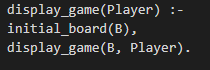 display_game(Player) :-
initial_board(B),
display_game(B, Player).